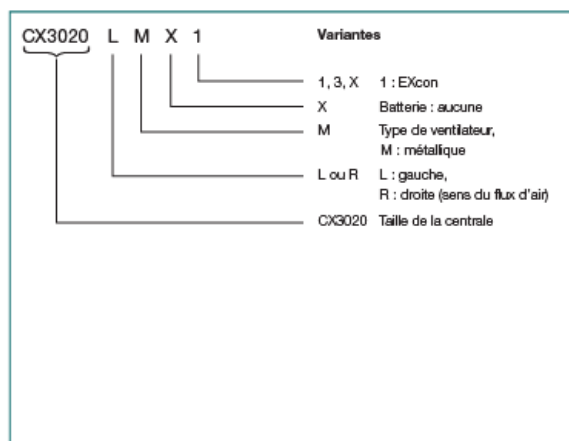 CX3020 L M X 1 Variantes
1, 3, X 1 : EXcon
X Batterie : aucune
M Type de ventilateur,
M : métallique
L ou R L : gauche,
R : droite (sens du flux d'air)
CX3020 Taille de la centrale